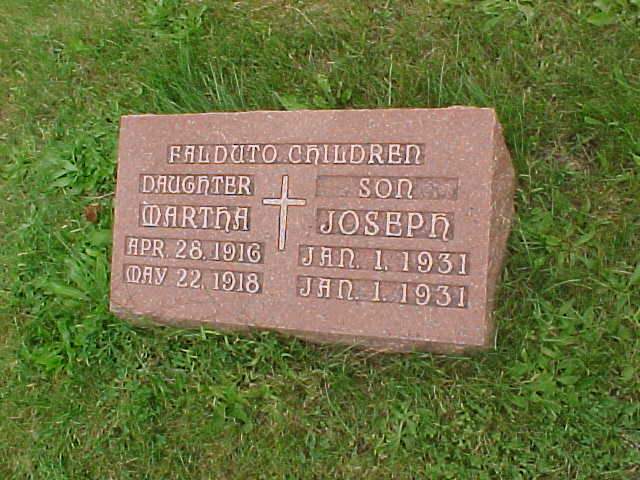 FALDUTO CHILDREN
DAUGHTER
MARTHA
APR. 28. 1916
MAY 22. 1918
SON
JOSEPH
JAN. 1. 1931
JAN. 1. 1931